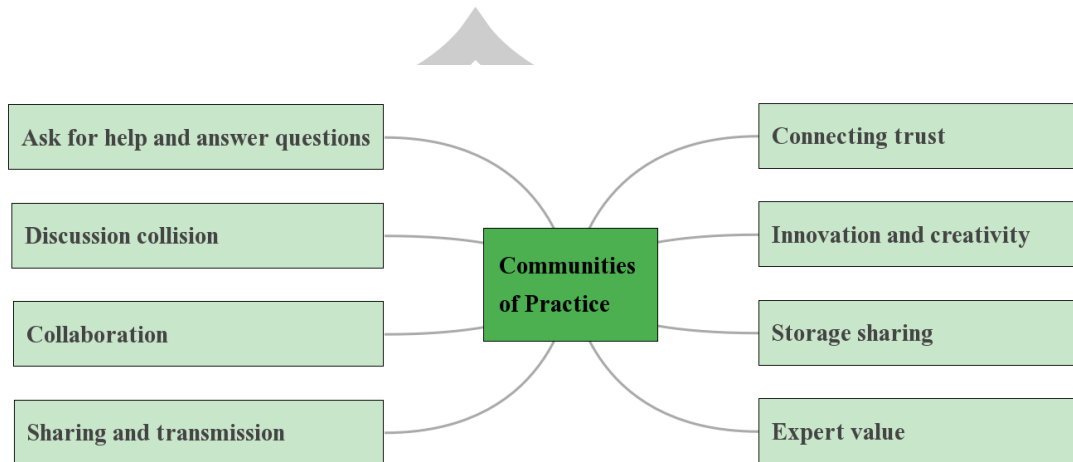 Ask for help and answer questions
Discussion collision
Collaboration
Sharing and transmission
Communities
of Practice
Connecting trust
Innovation and creativity
Storage sharing
Expert value